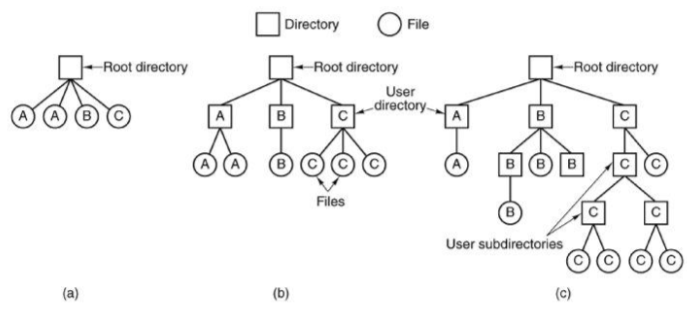 Directory File
Root directory
A A B C
(a)
Root directory
User
directory
A B C
A A B C C C
Files
(b)
Root directory
A B C
A B B B C C
B C C
User subdirectories
C C C C
(c)